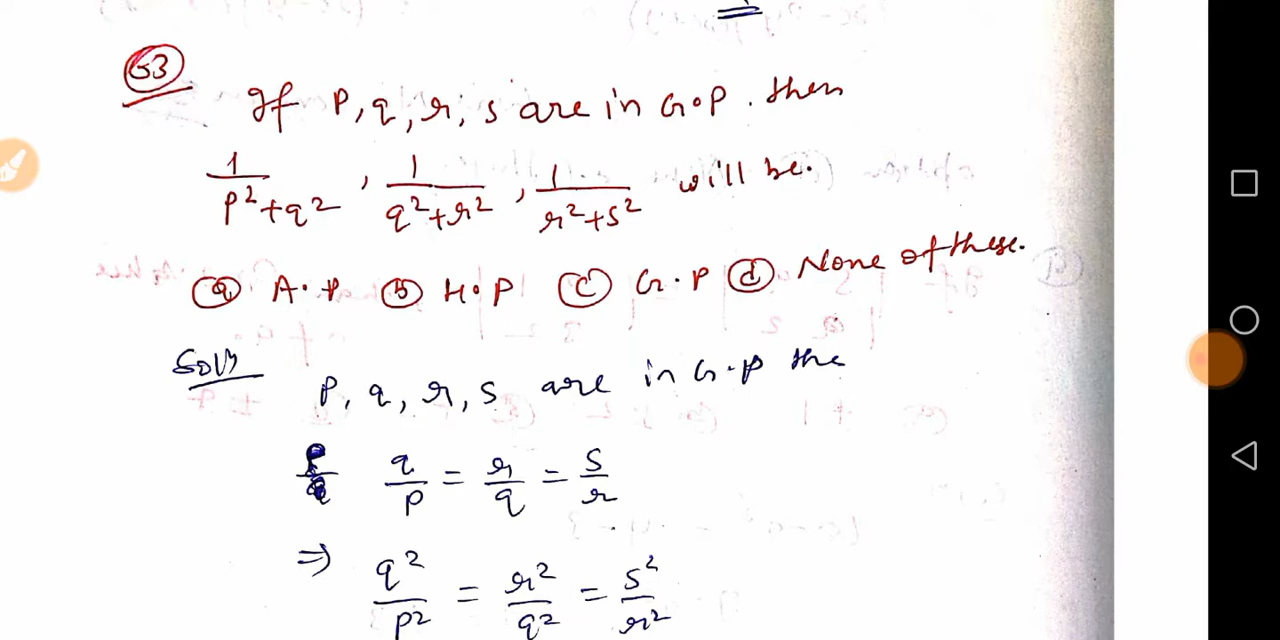 53
If P, q, r, s are in G.P. then
1/(p²+q²), 1/(q²+r²), 1/(r²+s²) will be.
(a) A.P (b) H.P (c) G.P (d) None of these.
Soln
P, q, r, s are in G.P the
q/p = r/q = s/r
⇒ q²/p² = r²/q² = s²/r²